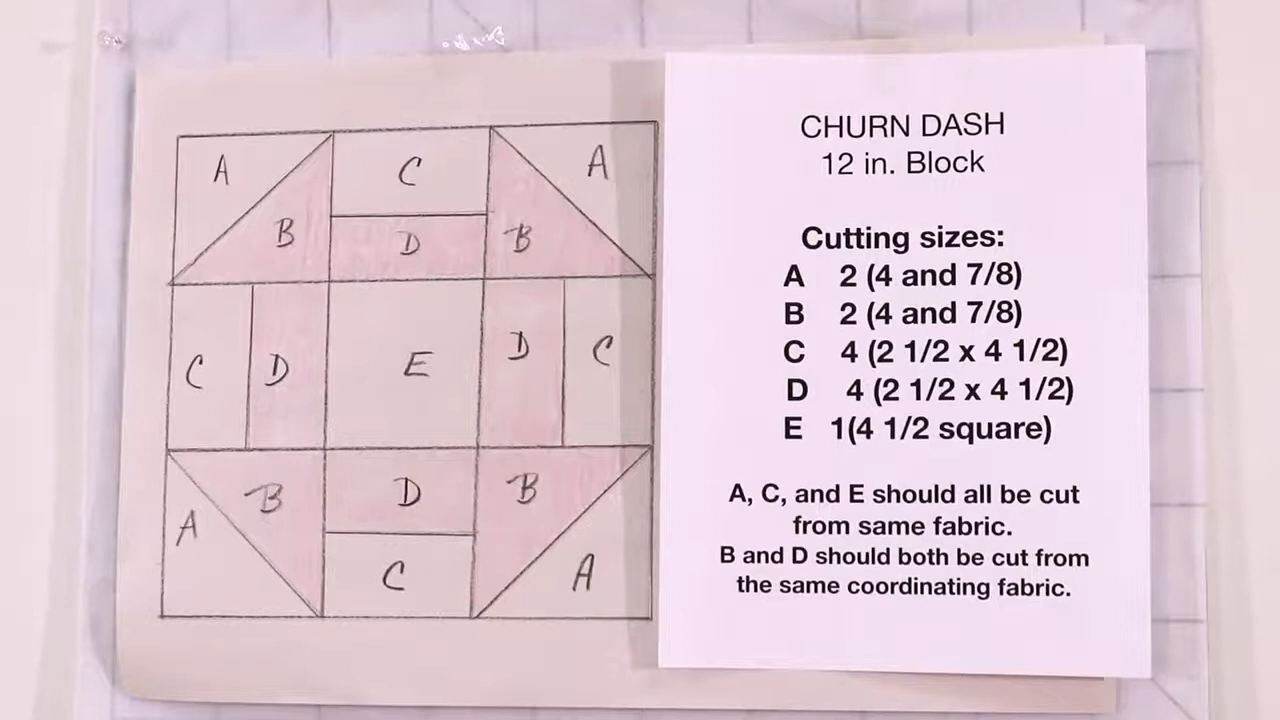 A C A
B D B
C D E D C
B D B
A C A
CHURN DASH
12 in. Block
Cutting sizes:
A 2 (4 and 7/8)
B 2 (4 and 7/8)
C 4 (2 1/2 x 4 1/2)
D 4 (2 1/2 x 4 1/2)
E 1(4 1/2 square)
A, C, and E should all be cut
from same fabric.
B and D should both be cut from
the same coordinating fabric.